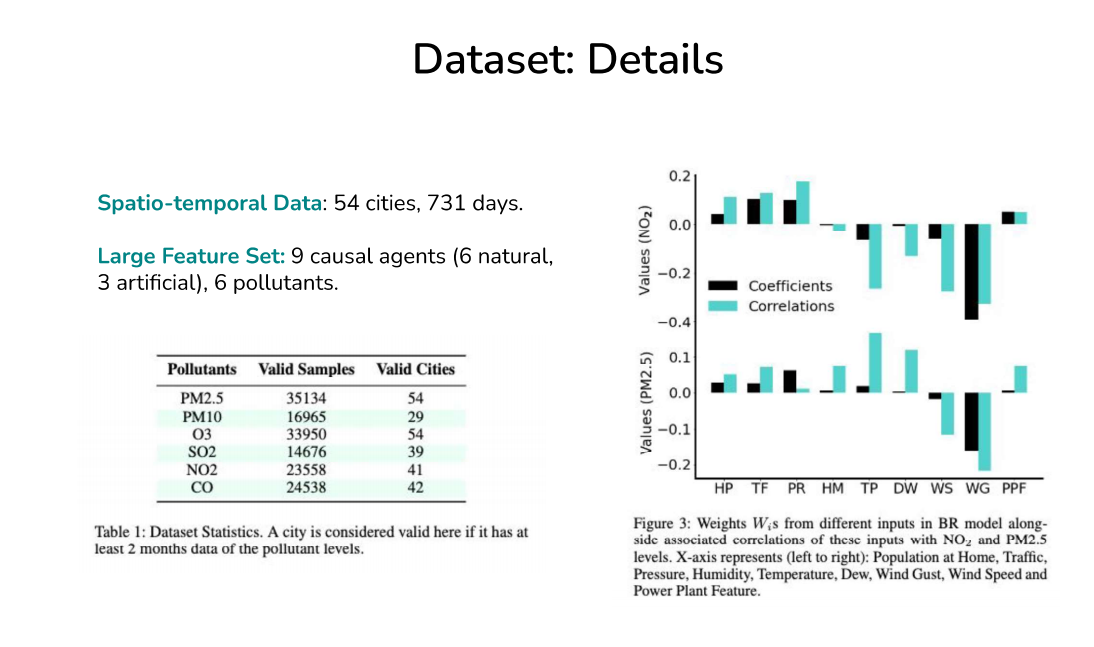 Dataset: Details
Spatio-temporal Data: 54 cities, 731 days.
Large Feature Set: 9 causal agents (6 natural,
3 artificial), 6 pollutants.
Pollutants Valid Samples Valid Cities
PM2.5 35134 54
PM10 16965 29
O3 33950 54
SO2 14676 39
NO2 23558 41
CO 24538 42
Table 1: Dataset Statistics. A city is considered valid here if it has at
least 2 months data of the pollutant levels.
Values (NO₂)
0.2
0.0
−0.2
−0.4
Coefficients
Correlations
Values (PM2.5)
0.1
0.0
−0.1
−0.2
HP TF PR HM TP DW WS WG PPF
Figure 3: Weights Wᵢs from different inputs in BR model along-
side associated correlations of these inputs with NO₂ and PM2.5
levels. X-axis represents (left to right): Population at Home, Traffic,
Pressure, Humidity, Temperature, Dew, Wind Gust, Wind Speed and
Power Plant Feature.